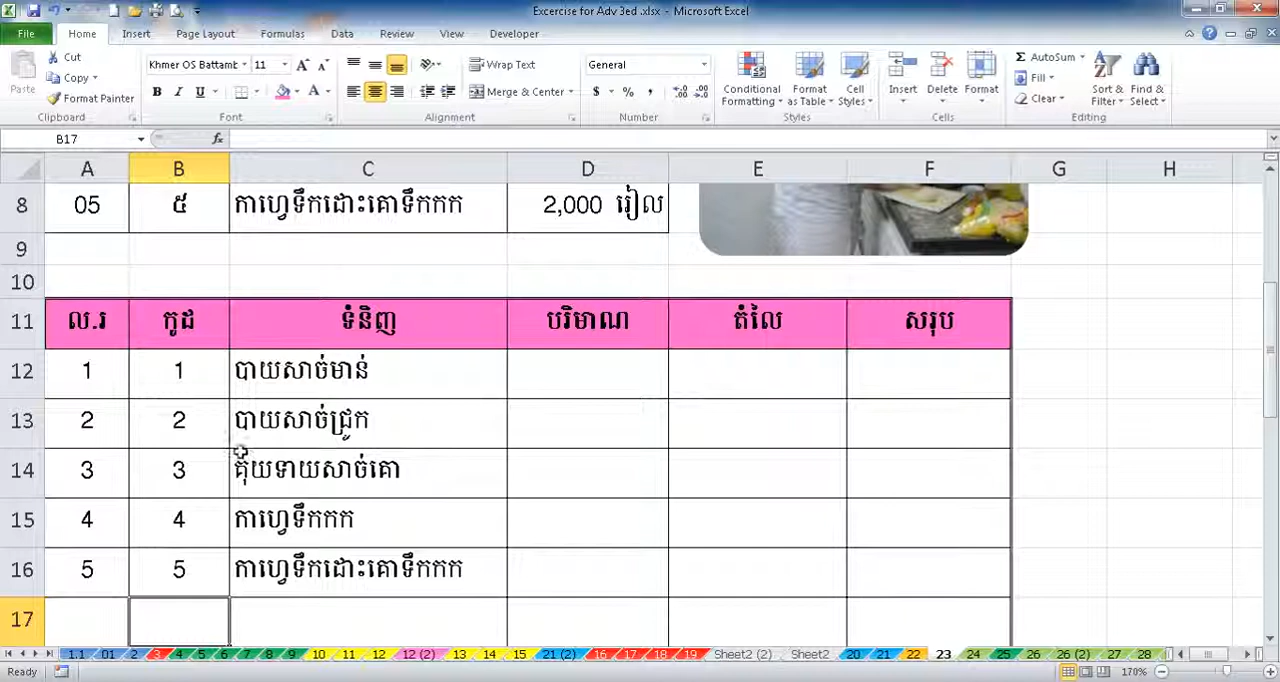 Excercise for Adv 3ed .xlsx - Microsoft Excel
File Home Insert Page Layout Formulas Data Review View Developer
Cut
Copy
Format Painter
Paste
Clipboard
Khmer OS Battamb 11
B I U
Font
Wrap Text
Merge & Center
Alignment
General
$ % ,
Number
Conditional Formatting
Format as Table
Cell Styles
Styles
Insert Delete Format
Cells
Σ AutoSum
Fill
Clear
Sort & Filter
Find & Select
Editing
B17 fx
A B C D E F G H
8 05 ៥ កាហ្វេទឹកដោះគោទឹកកក 2,000 រៀល
9
10
11 ល.រ កូដ ទំនិញ បរិមាណ តំលៃ សរុប
12 1 1 បាយសាច់មាន់
13 2 2 បាយសាច់ជ្រូក
14 3 3 គុយទាយសាច់គោ
15 4 4 កាហ្វេទឹកកក
16 5 5 កាហ្វេទឹកដោះគោទឹកកក
17
1.1 01 2 3 4 5 6 7 8 9 10 11 12 12 (2) 13 14 15 21 (2) 16 17 18 19 Sheet2 (2) Sheet2 20 21 22 23 24 25 26 26 (2) 27 28
Ready 170%